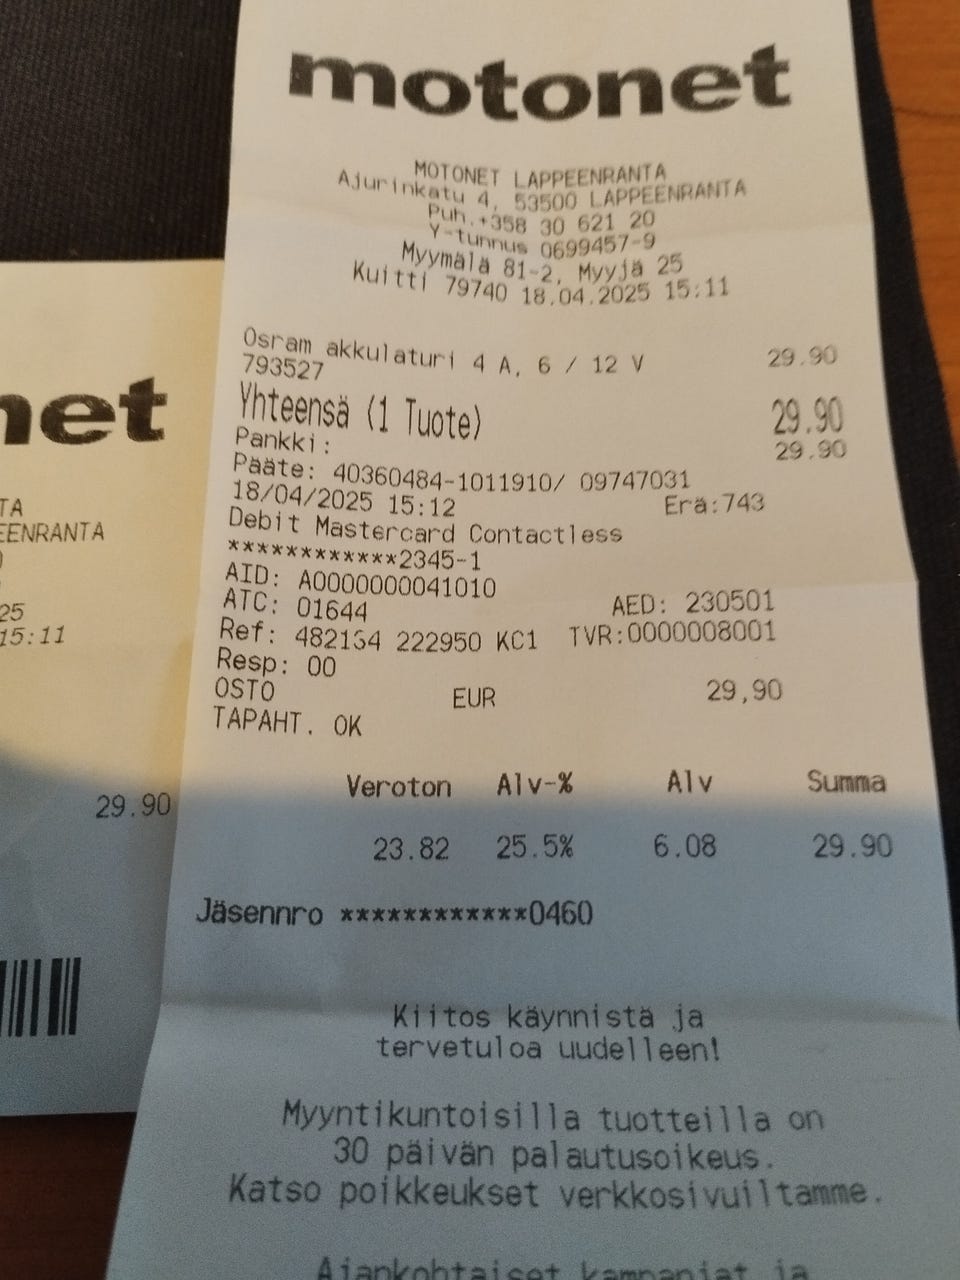 motonet
MOTONET LAPPEENRANTA
Ajurinkatu 4, 53500 LAPPEENRANTA
Puh.+358 30 621 20
Y-tunnus 0699457-9
Myymälä 81-2, Myyjä 25
Kuitti 79740 18.04.2025 15:11
Osram akkulaturi 4 A, 6 / 12 V 29.90
793527
Yhteensä (1 Tuote) 29.90
Pankki: 29.90
Pääte: 40360484-1011910/ 09747031
18/04/2025 15:12 Erä:743
Debit Mastercard Contactless
************2345-1
AID: A0000000041010
ATC: 01644 AED: 230501
Ref: 482134 222950 KC1 TVR:0000008001
Resp: 00
OSTO EUR 29,90
TAPAHT. OK
Veroton Alv-% Alv Summa
23.82 25.5% 6.08 29.90
Jäsennro ************0460
Kiitos käynnistä ja
tervetuloa uudelleen!
Myyntikuntoisilla tuotteilla on
30 päivän palautusoikeus.
Katso poikkeukset verkkosivuiltamme.
Ajankohtaiset kampanjat ja
net
TA
EENRANTA
25
15:11
29.90